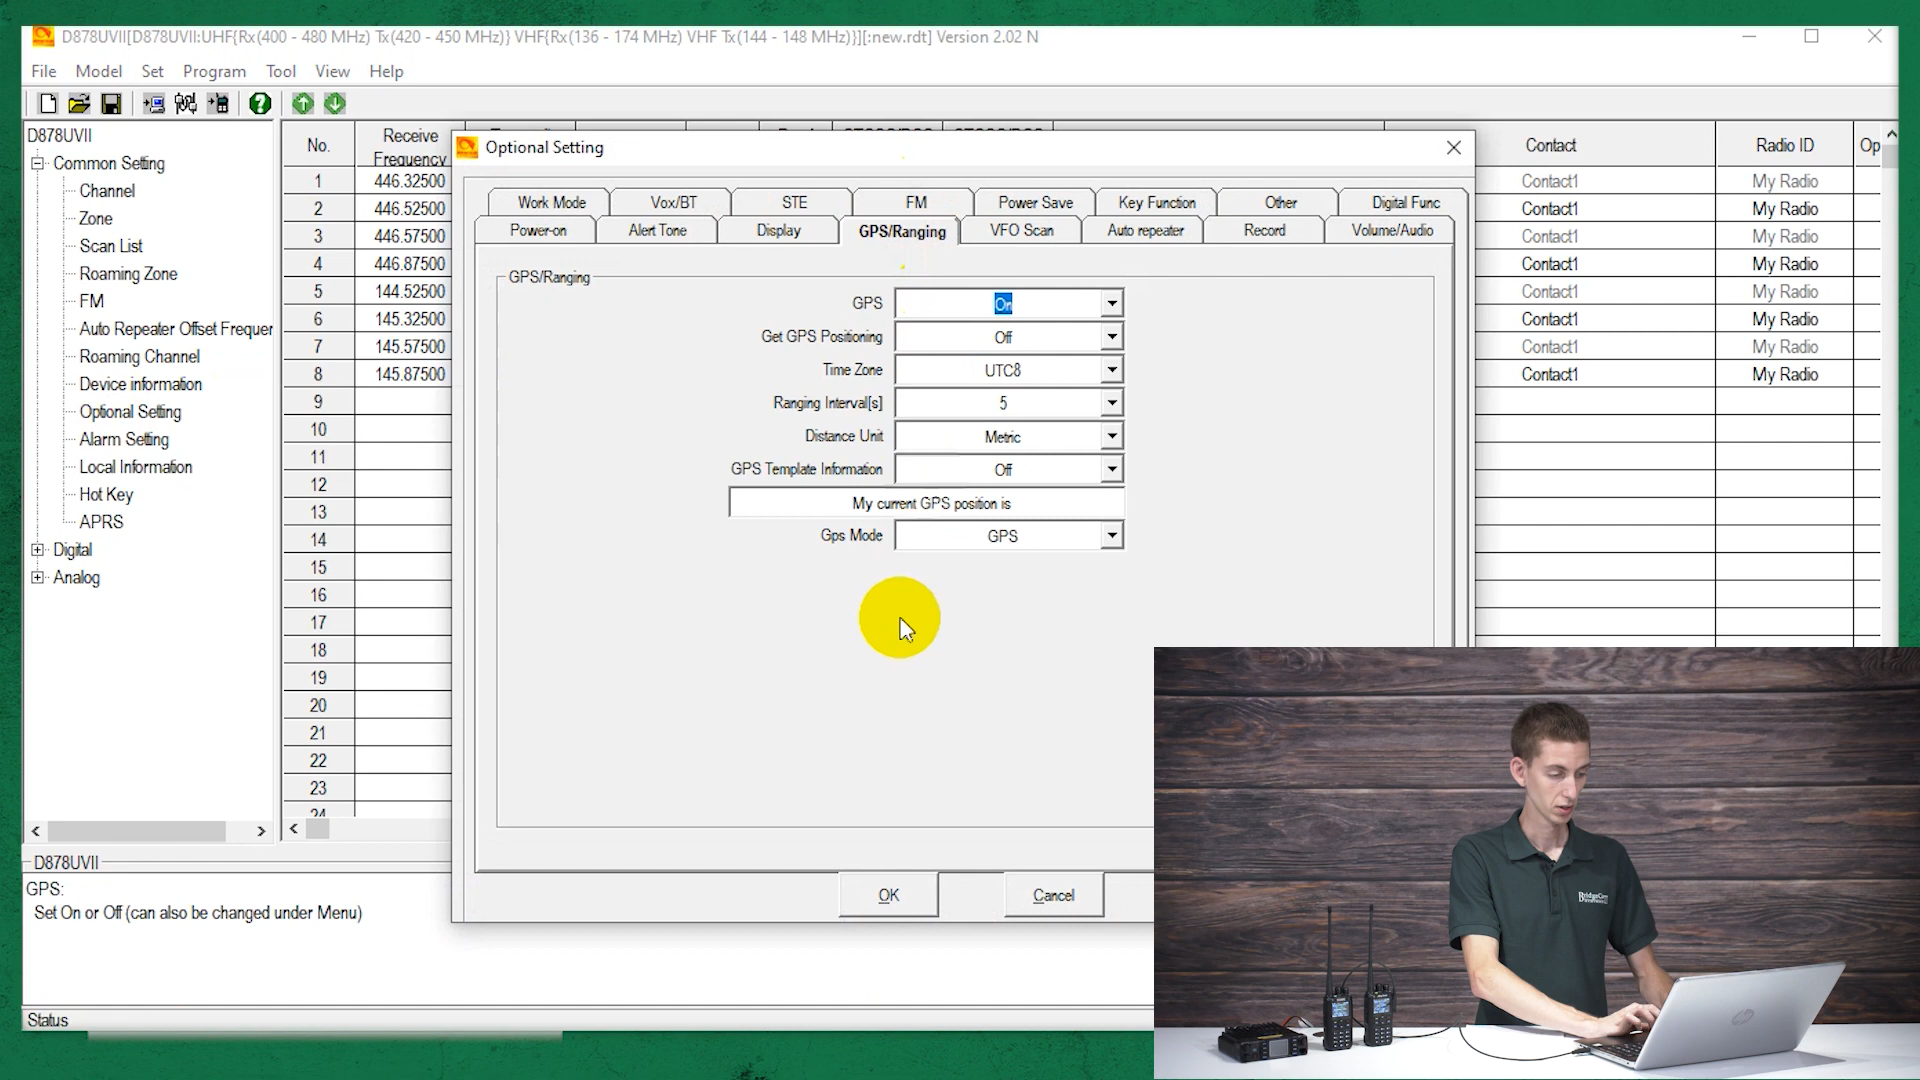 D878UVII[D878UVII:UHF{Rx(400 - 480 MHz) Tx(420 - 450 MHz)} VHF{Rx(136 - 174 MHz) VHF Tx(144 - 148 MHz)}][:new.rdt] Version 2.02 N
File Model Set Program Tool View Help
D878UVII
Common Setting
Channel
Zone
Scan List
Roaming Zone
FM
Auto Repeater Offset Frequer
Roaming Channel
Device information
Optional Setting
Alarm Setting
Local Information
Hot Key
APRS
Digital
Analog
No. Receive Frequency Contact Radio ID Op
1 446.32500 Contact1 My Radio
2 446.52500 Contact1 My Radio
3 446.57500 Contact1 My Radio
4 446.87500 Contact1 My Radio
5 144.52500 Contact1 My Radio
6 145.32500 Contact1 My Radio
7 145.57500 Contact1 My Radio
8 145.87500 Contact1 My Radio
9
10
11
12
13
14
15
16
17
18
19
20
21
22
23
24
Optional Setting
Work Mode Vox/BT STE FM Power Save Key Function Other Digital Func
Power-on Alert Tone Display GPS/Ranging VFO Scan Auto repeater Record Volume/Audio
GPS/Ranging
GPS On
Get GPS Positioning Off
Time Zone UTC8
Ranging Interval[s] 5
Distance Unit Metric
GPS Template Information Off
My current GPS position is
Gps Mode GPS
OK Cancel
D878UVII
GPS:
Set On or Off (can also be changed under Menu)
Status
BridgeCom
hp